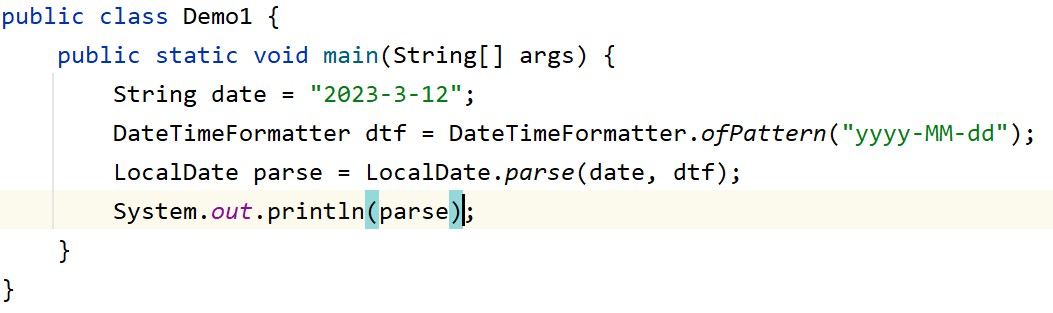 public class Demo1 {
    public static void main(String[] args) {
        String date = "2023-3-12";
        DateTimeFormatter dtf = DateTimeFormatter.ofPattern("yyyy-MM-dd");
        LocalDate parse = LocalDate.parse(date, dtf);
        System.out.println(parse);
    }
}